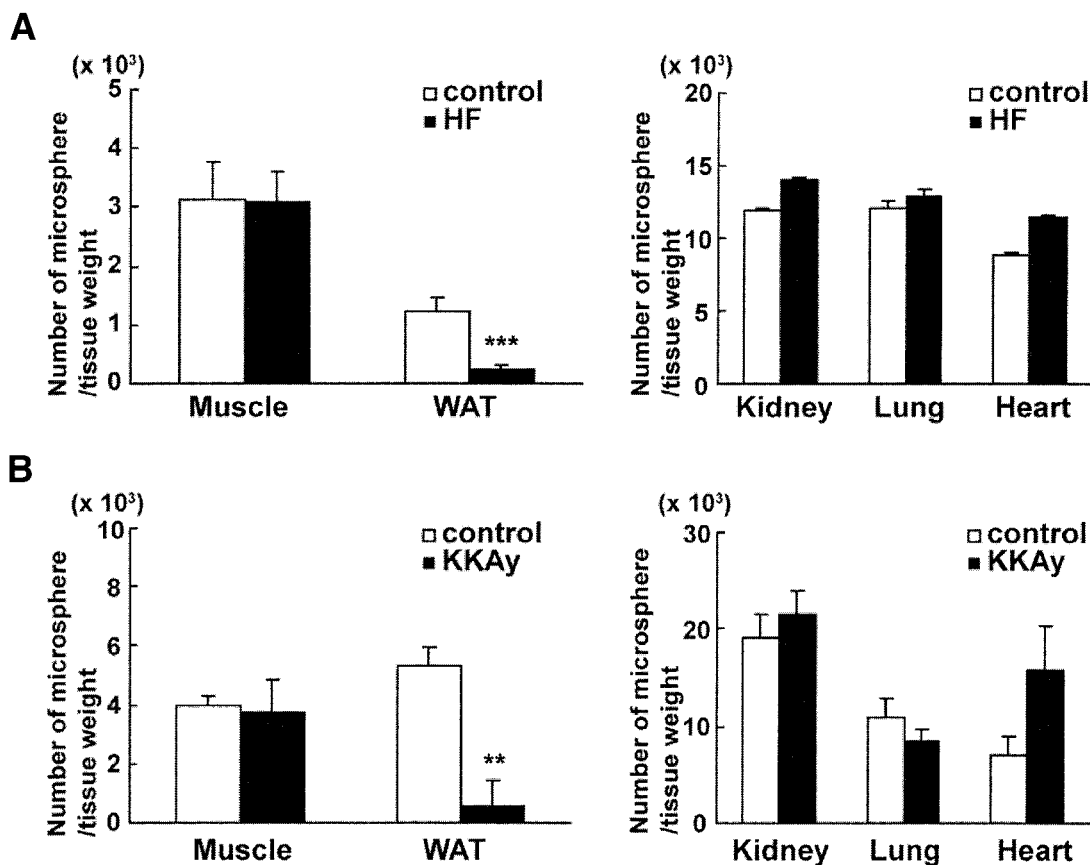 A
(x 10³)
Number of microsphere
/tissue weight
5
4
3
2
1
0
control
HF
***
Muscle WAT
(x 10³)
Number of microsphere
/tissue weight
20
15
10
5
0
control
HF
Kidney Lung Heart
B
(x 10³)
Number of microsphere
/tissue weight
10
8
6
4
2
0
control
KKAy
**
Muscle WAT
(x 10³)
Number of microsphere
/tissue weight
30
20
10
0
control
KKAy
Kidney Lung Heart